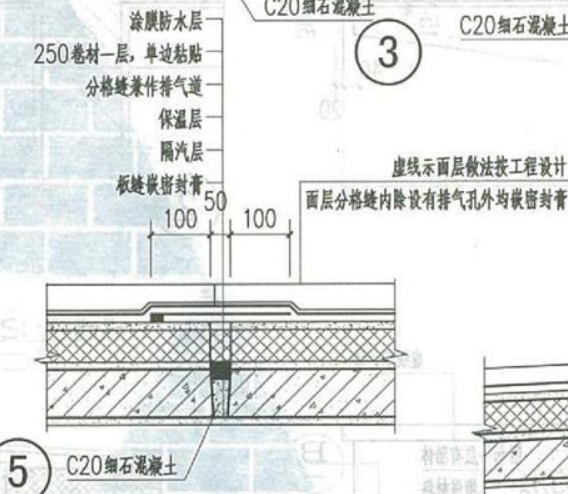 C20细石混凝土
③
C20细石混凝土
涂膜防水层
250卷材一层，单边粘贴
分格缝兼作排气道
保温层
隔汽层
板缝嵌密封膏
虚线示面层做法按工程设计
面层分格缝内除设有排气孔外均嵌密封膏
50
100
100
⑤
C20细石混凝土